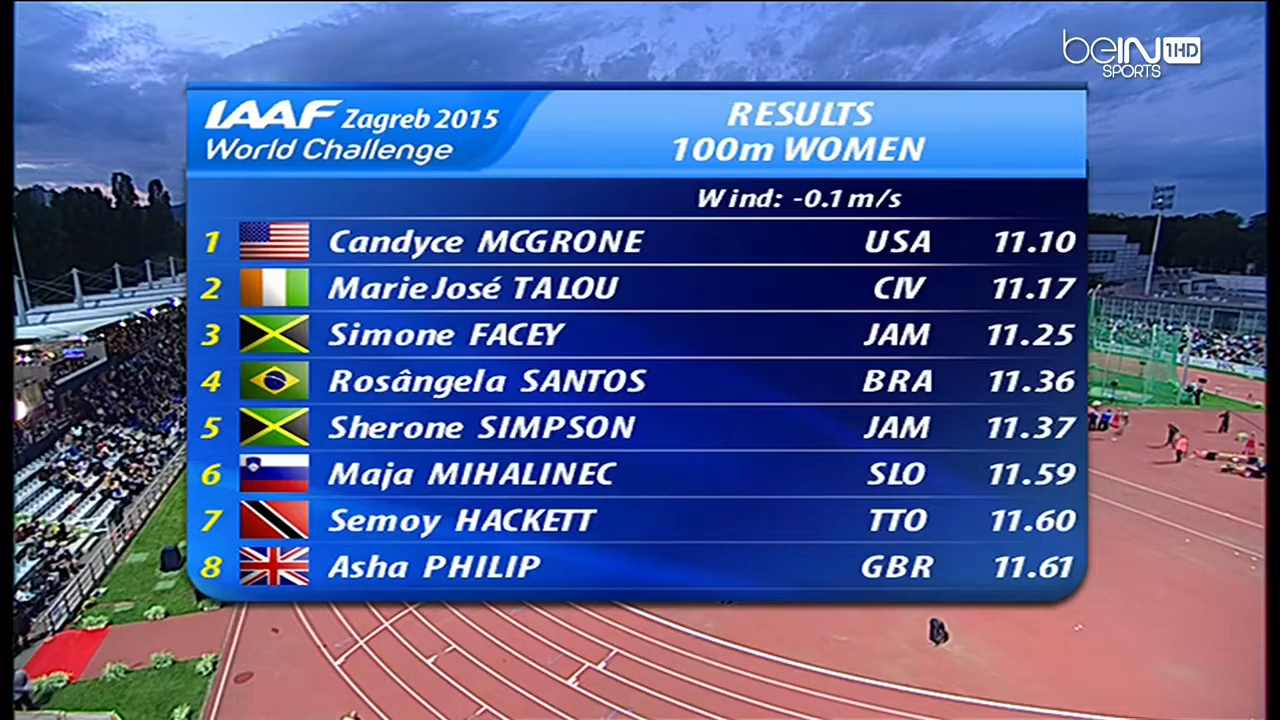 beIN 1HD
SPORTS
IAAF Zagreb 2015
World Challenge
RESULTS
100m WOMEN
Wind: -0.1 m/s
1 Candyce MCGRONE USA 11.10
2 Marie José TALOU CIV 11.17
3 Simone FACEY JAM 11.25
4 Rosângela SANTOS BRA 11.36
5 Sherone SIMPSON JAM 11.37
6 Maja MIHALINEC SLO 11.59
7 Semoy HACKETT TTO 11.60
8 Asha PHILIP GBR 11.61